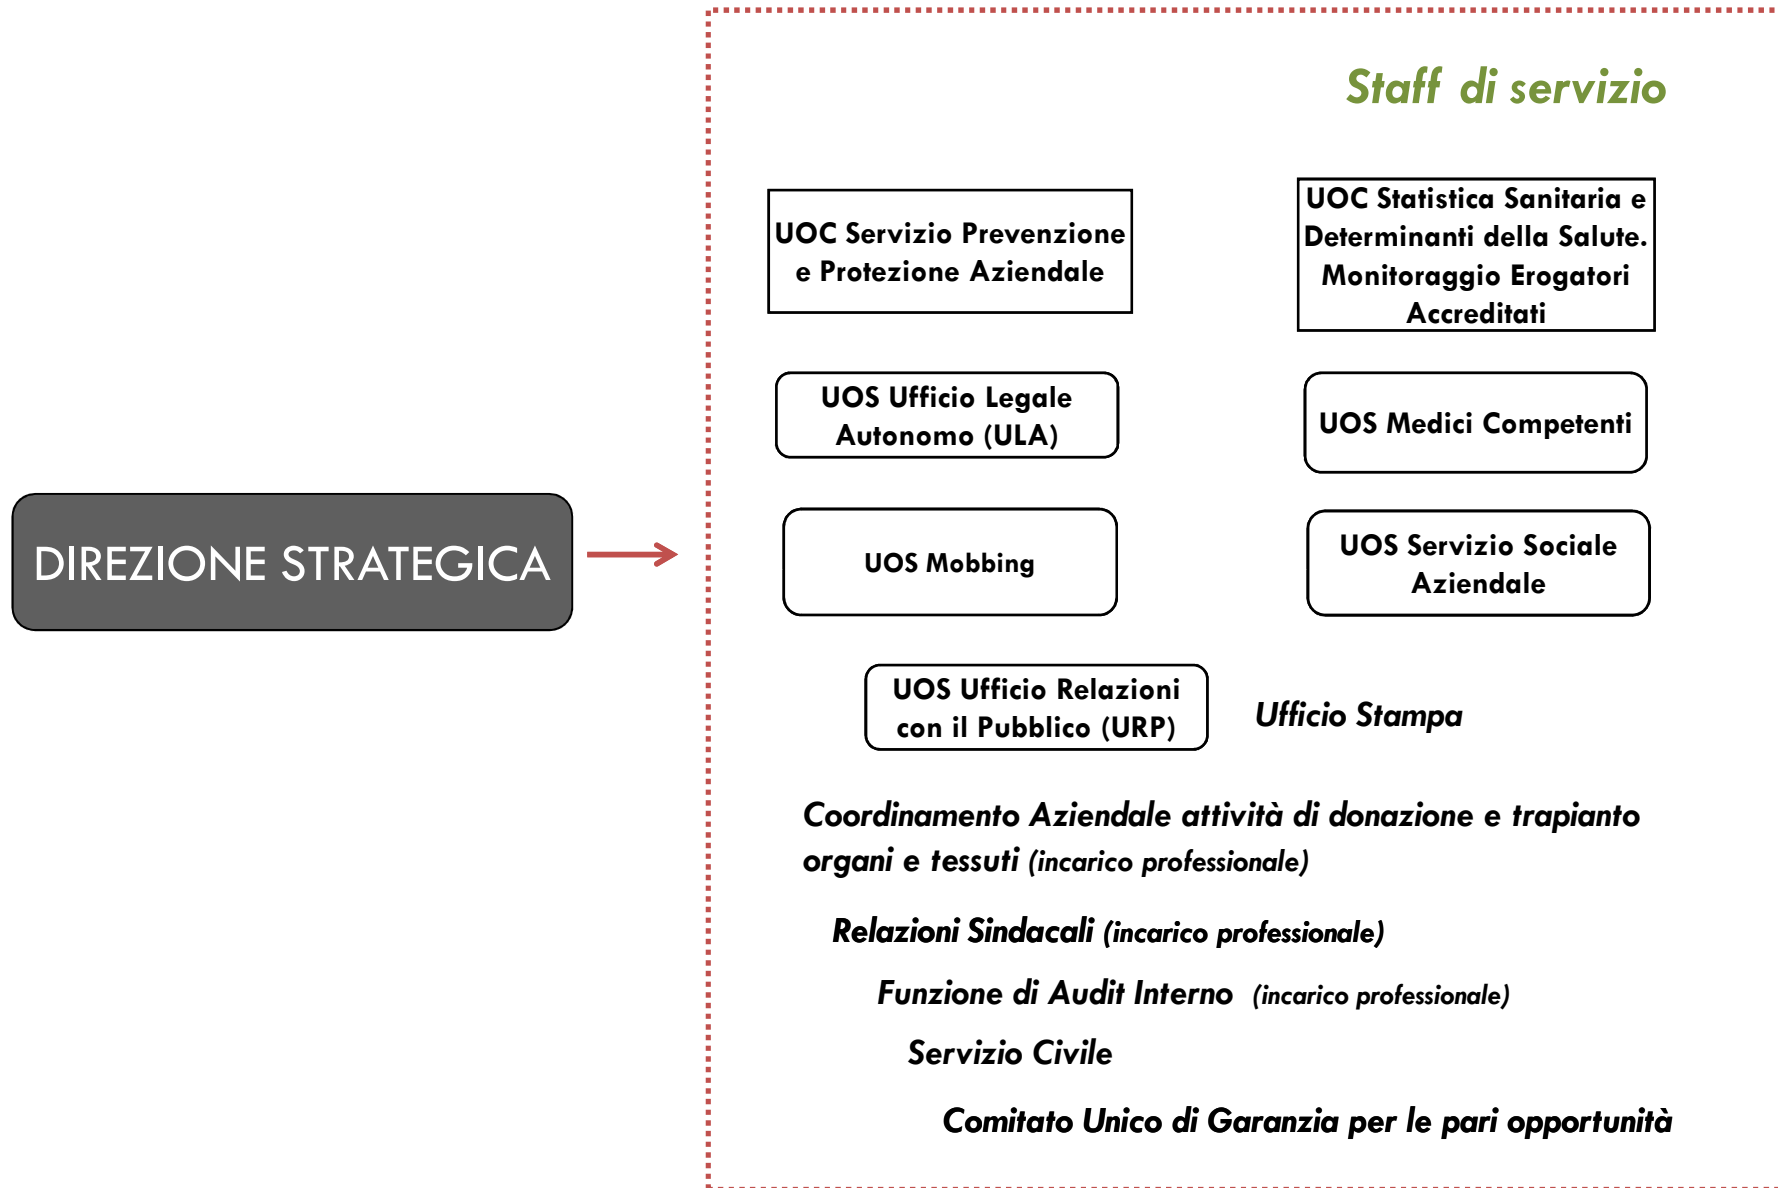 Staff di servizio
UOC Servizio Prevenzione
e Protezione Aziendale
UOC Statistica Sanitaria e
Determinanti della Salute.
Monitoraggio Erogatori
Accreditati
UOS Ufficio Legale
Autonomo (ULA)
UOS Medici Competenti
DIREZIONE STRATEGICA
UOS Mobbing
UOS Servizio Sociale
Aziendale
UOS Ufficio Relazioni
con il Pubblico (URP)
Ufficio Stampa
Coordinamento Aziendale attività di donazione e trapianto
organi e tessuti (incarico professionale)
Relazioni Sindacali (incarico professionale)
Funzione di Audit Interno (incarico professionale)
Servizio Civile
Comitato Unico di Garanzia per le pari opportunità